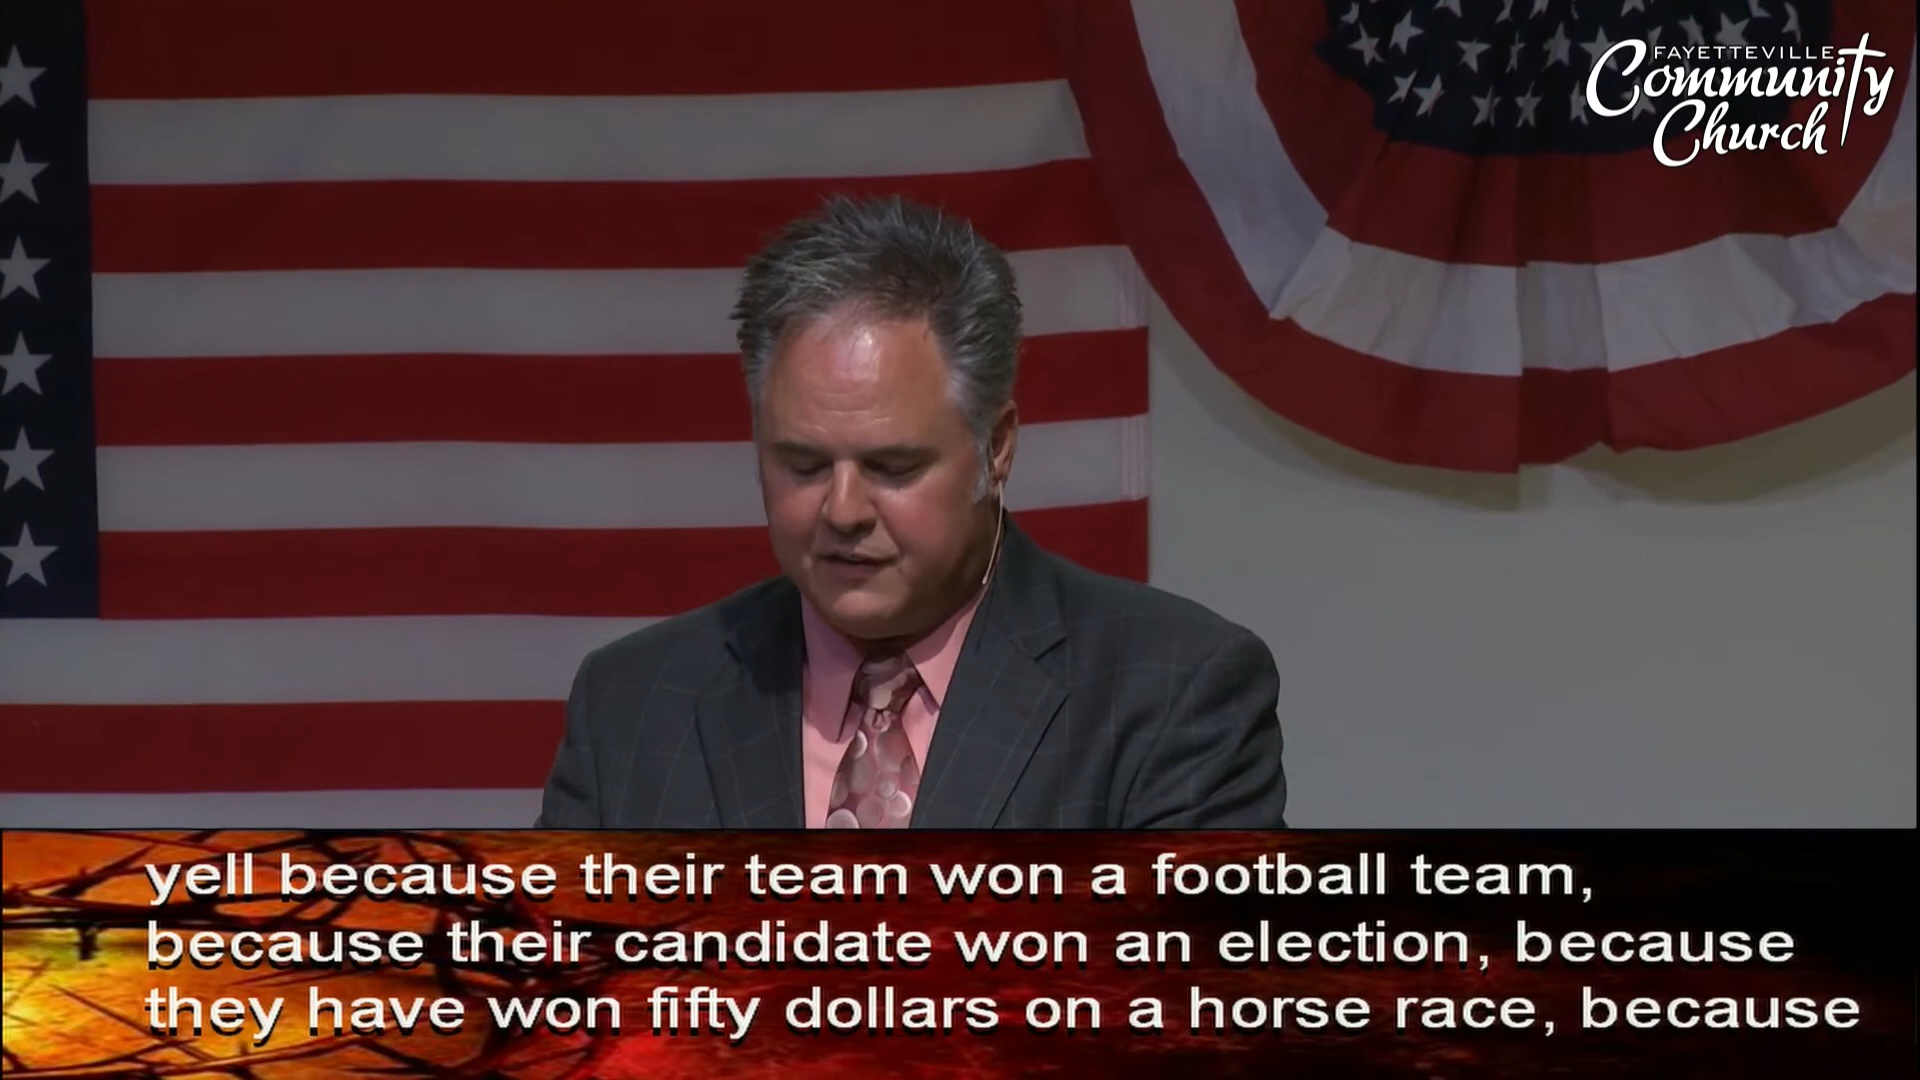 FAYETTEVILLE
Community
Church
yell because their team won a football team,
because their candidate won an election, because
they have won fifty dollars on a horse race, because